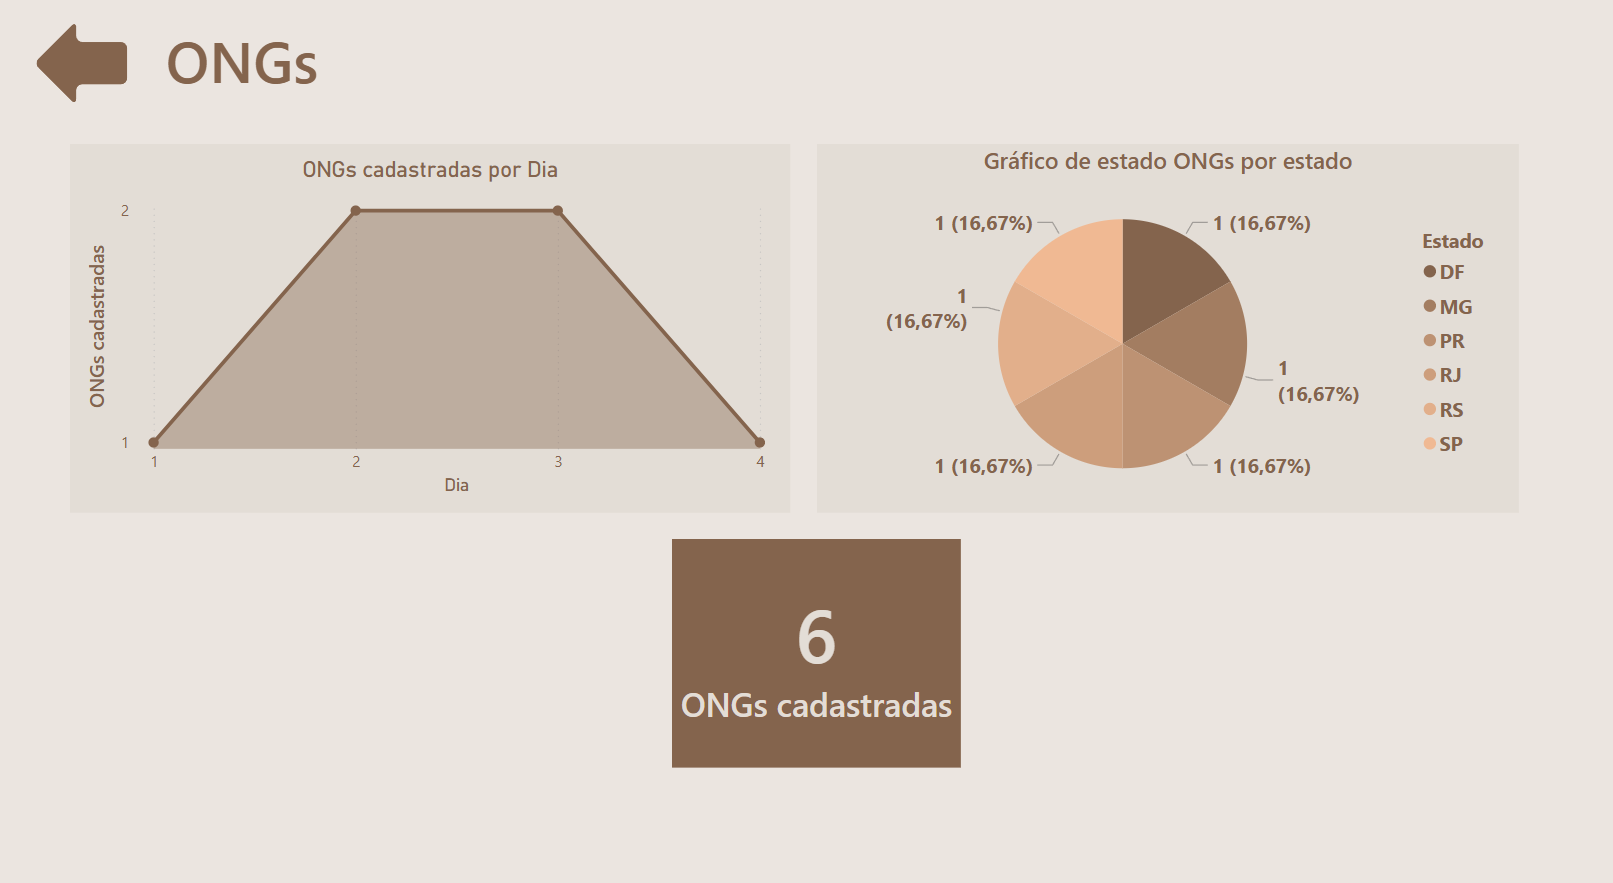 ONGs
ONGs cadastradas por Dia
ONGs cadastradas
2
1
1
2
3
4
Dia
Gráfico de estado ONGs por estado
1 (16,67%)
1 (16,67%)
1
(16,67%)
1
(16,67%)
1 (16,67%)
1 (16,67%)
Estado
DF
MG
PR
RJ
RS
SP
6
ONGs cadastradas